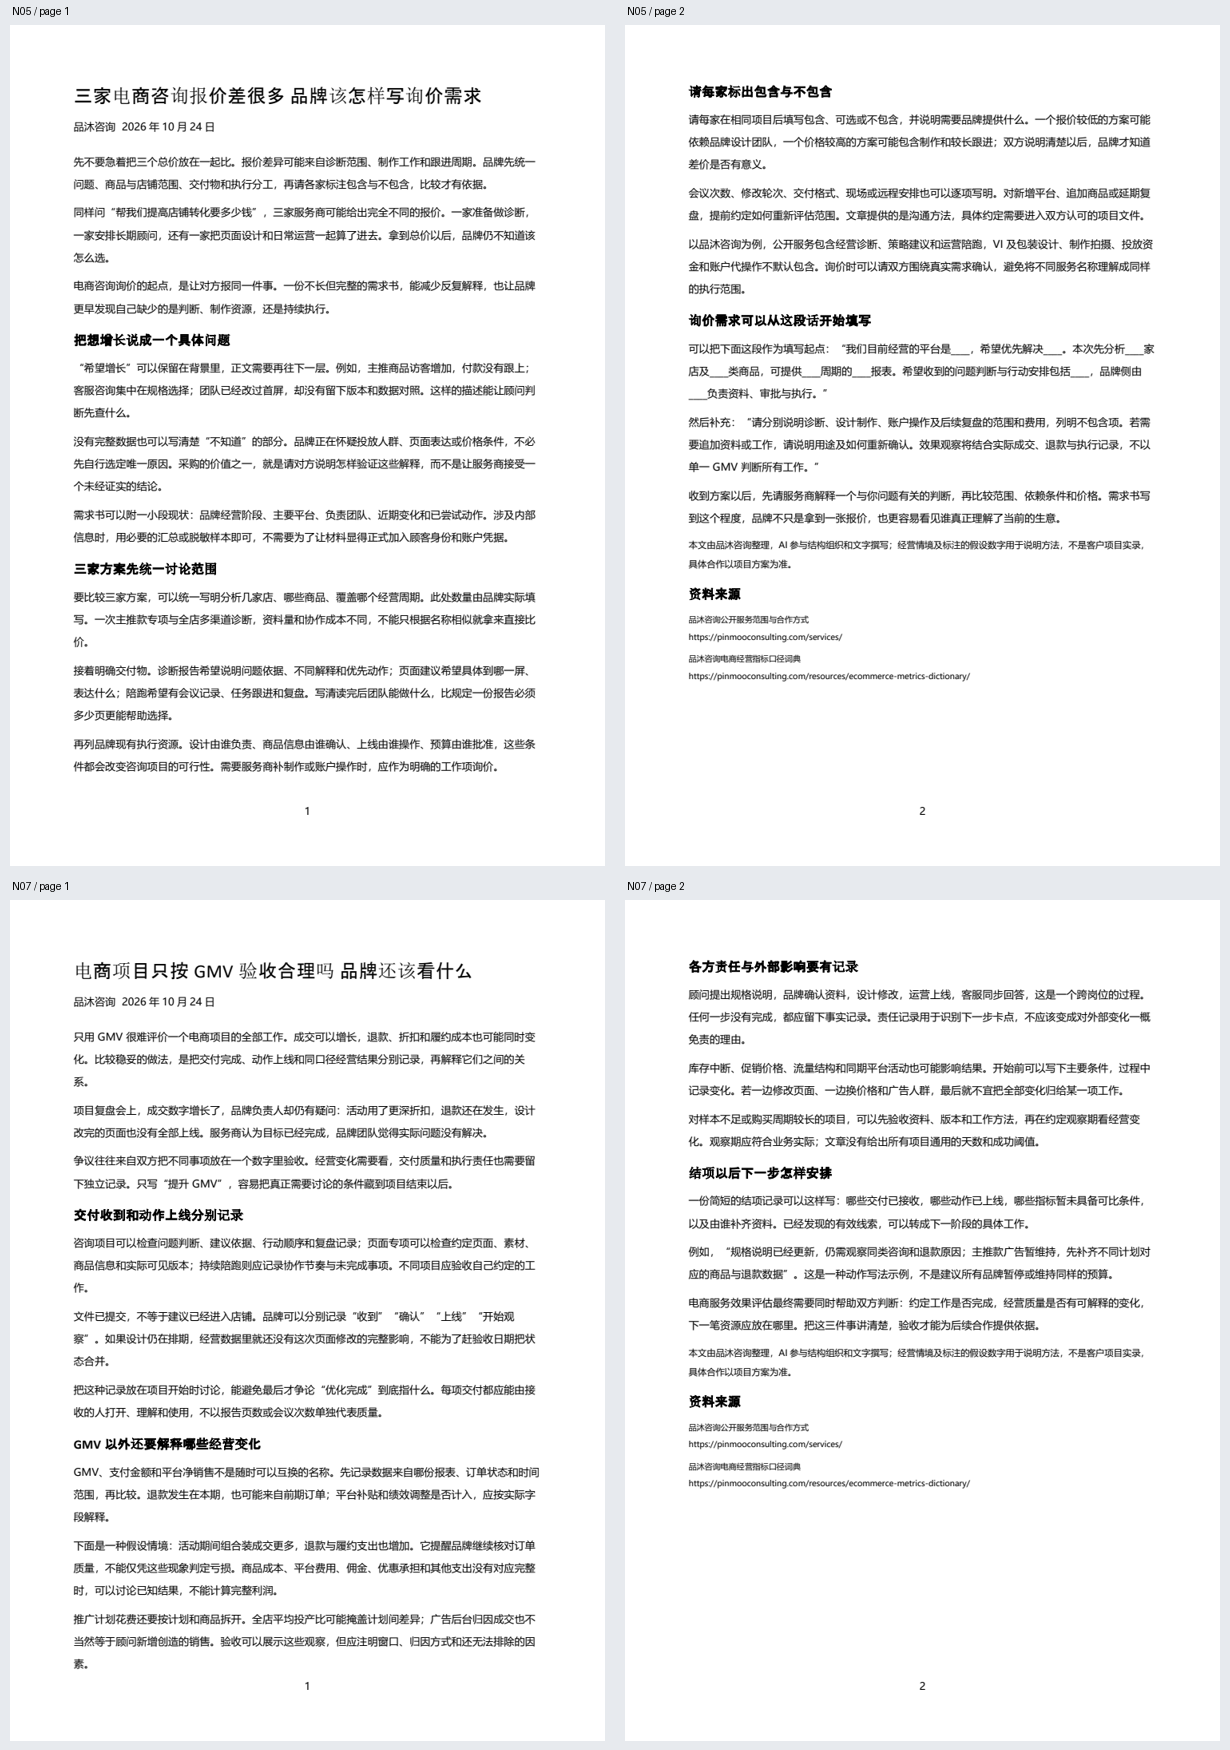 N05 / page 1
三家电商咨询报价差很多 品牌该怎样写询价需求
品沐咨询 2026 年 10 月 24 日
先不要急着把三个总价放在一起比。报价差异可能来自诊断范围、制作工作和跟进周期。品牌先统一
问题、商品与店铺范围、交付物和执行分工，再请各家标注包含与不包含，比较才有依据。
同样问“帮我们提高店铺转化要多少钱”，三家服务商可能给出完全不同的报价。一家准备做诊断，
一家安排长期顾问，还有一家把页面设计和日常运营一起算了进去。拿到总价以后，品牌仍不知道该
怎么选。
电商咨询询价的起点，是让对方报同一件事。一份不长但完整的需求书，能减少反复解释，也让品牌
更早发现自己缺少的是判断、制作资源，还是持续执行。
把想增长说成一个具体问题
“希望增长”可以保留在背景里，正文需要再往下一层。例如，主推商品访客增加，付款没有跟上；
客服咨询集中在规格选择；团队已经改过首屏，却没有留下版本和数据对照。这样的描述能让顾问判
断先查什么。
没有完整数据也可以写清楚“不知道”的部分。品牌正在怀疑投放人群、页面表达或价格条件，不必
先自行选定唯一原因。采购的价值之一，就是请对方说明怎样验证这些解释，而不是让服务商接受一
个未经证实的结论。
需求书可以附一小段现状：品牌经营阶段、主要平台、负责团队、近期变化和已尝试动作。涉及内部
信息时，用必要的汇总或脱敏样本即可，不需要为了让材料显得正式加入顾客身份和账户凭据。
三家方案先统一讨论范围
要比较三家方案，可以统一写明分析几家店、哪些商品、覆盖哪个经营周期。此处数量由品牌实际填
写。一次主推款专项与全店多渠道诊断，资料量和协作成本不同，不能只根据名称相似就拿来直接比
价。
接着明确交付物。诊断报告希望说明问题依据、不同解释和优先动作；页面建议希望具体到哪一屏、
表达什么；陪跑希望有会议记录、任务跟进和复盘。写清读完后团队能做什么，比规定一份报告必须
多少页更能帮助选择。
再列品牌现有执行资源。设计由谁负责、商品信息由谁确认、上线由谁操作、预算由谁批准，这些条
件都会改变咨询项目的可行性。需要服务商补制作或账户操作时，应作为明确的工作项询价。
1
N05 / page 2
请每家标出包含与不包含
请每家在相同项目后填写包含、可选或不包含，并说明需要品牌提供什么。一个报价较低的方案可能
依赖品牌设计团队，一个价格较高的方案可能包含制作和较长跟进；双方说明清楚以后，品牌才知道
差价是否有意义。
会议次数、修改轮次、交付格式、现场或远程安排也可以逐项写明。对新增平台、追加商品或延期复
盘，提前约定如何重新评估范围。文章提供的是沟通方法，具体约定需要进入双方认可的项目文件。
以品沐咨询为例，公开服务包含经营诊断、策略建议和运营陪跑，VI 及包装设计、制作拍摄、投放资
金和账户代操作不默认包含。询价时可以请双方围绕真实需求确认，避免将不同服务名称理解成同样
的执行范围。
询价需求可以从这段话开始填写
可以把下面这段作为填写起点：“我们目前经营的平台是___，希望优先解决___。本次先分析___家
店及___类商品，可提供___周期的___报表。希望收到的问题判断与行动安排包括___，品牌侧由
___负责资料、审批与执行。”
然后补充：“请分别说明诊断、设计制作、账户操作及后续复盘的范围和费用，列明不包含项。若需
要追加资料或工作，请说明用途及如何重新确认。效果观察将结合实际成交、退款与执行记录，不以
单一 GMV 判断所有工作。”
收到方案以后，先请服务商解释一个与你问题有关的判断，再比较范围、依赖条件和价格。需求书写
到这个程度，品牌不只是拿到一张报价，也更容易看见谁真正理解了当前的生意。
本文由品沐咨询整理，AI 参与结构组织和文字撰写；经营情境及标注的假设数字用于说明方法，不是客户项目实录，
具体合作以项目方案为准。
资料来源
品沐咨询公开服务范围与合作方式
https://pinmooconsulting.com/services/
品沐咨询电商经营指标口径词典
https://pinmooconsulting.com/resources/ecommerce-metrics-dictionary/
2
N07 / page 1
电商项目只按 GMV 验收合理吗 品牌还该看什么
品沐咨询 2026 年 10 月 24 日
只用 GMV 很难评价一个电商项目的全部工作。成交可以增长，退款、折扣和履约成本也可能同时变
化。比较稳妥的做法，是把交付完成、动作上线和同口径经营结果分别记录，再解释它们之间的关
系。
项目复盘会上，成交数字增长了，品牌负责人却仍有疑问：活动用了更深折扣，退款还在发生，设计
改完的页面也没有全部上线。服务商认为目标已经完成，品牌团队觉得实际问题没有解决。
争议往往来自双方把不同事项放在一个数字里验收。经营变化需要看，交付质量和执行责任也需要留
下独立记录。只写“提升 GMV”，容易把真正需要讨论的条件藏到项目结束以后。
交付收到和动作上线分别记录
咨询项目可以检查问题判断、建议依据、行动顺序和复盘记录；页面专项可以检查约定页面、素材、
商品信息和实际可见版本；持续陪跑则应记录协作节奏与未完成事项。不同项目应验收自己约定的工
作。
文件已提交，不等于建议已经进入店铺。品牌可以分别记录“收到”“确认”“上线”“开始观
察”。如果设计仍在排期，经营数据里就还没有这次页面修改的完整影响，不能为了赶验收日期把状
态合并。
把这种记录放在项目开始时讨论，能避免最后才争论“优化完成”到底指什么。每项交付都应能由接
收的人打开、理解和使用，不以报告页数或会议次数单独代表质量。
GMV 以外还要解释哪些经营变化
GMV、支付金额和平台净销售不是随时可以互换的名称。先记录数据来自哪份报表、订单状态和时间
范围，再比较。退款发生在本期，也可能来自前期订单；平台补贴和绩效调整是否计入，应按实际字
段解释。
下面是一种假设情境：活动期间组合装成交更多，退款与履约支出也增加。它提醒品牌继续核对订单
质量，不能仅凭这些现象判定亏损。商品成本、平台费用、佣金、优惠承担和其他支出没有对应完整
时，可以讨论已知结果，不能计算完整利润。
推广计划花费还要按计划和商品拆开。全店平均投产比可能掩盖计划间差异；广告后台归因成交也不
当然等于顾问新增创造的销售。验收可以展示这些观察，但应注明窗口、归因方式和还无法排除的因
素。
1
N07 / page 2
各方责任与外部影响要有记录
顾问提出规格说明，品牌确认资料，设计修改，运营上线，客服同步回答，这是一个跨岗位的过程。
任何一步没有完成，都应留下事实记录。责任记录用于识别下一步卡点，不应该变成对外部变化一概
免责的理由。
库存中断、促销价格、流量结构和同期平台活动也可能影响结果。开始前可以写下主要条件，过程中
记录变化。若一边修改页面、一边换价格和广告人群，最后就不宜把全部变化归给某一项工作。
对样本不足或购买周期较长的项目，可以先验收资料、版本和工作方法，再在约定观察期看经营变
化。观察期应符合业务实际；文章没有给出所有项目通用的天数和成功阈值。
结项以后下一步怎样安排
一份简短的结项记录可以这样写：哪些交付已接收，哪些动作已上线，哪些指标暂未具备可比条件，
以及由谁补齐资料。已经发现的有效线索，可以转成下一阶段的具体工作。
例如，“规格说明已经更新，仍需观察同类咨询和退款原因；主推款广告暂维持，先补齐不同计划对
应的商品与退款数据”。这是一种动作写法示例，不是建议所有品牌暂停或维持同样的预算。
电商服务效果评估最终需要同时帮助双方判断：约定工作是否完成，经营质量是否有可解释的变化，
下一笔资源应放在哪里。把这三件事讲清楚，验收才能为后续合作提供依据。
本文由品沐咨询整理，AI 参与结构组织和文字撰写；经营情境及标注的假设数字用于说明方法，不是客户项目实录，
具体合作以项目方案为准。
资料来源
品沐咨询公开服务范围与合作方式
https://pinmooconsulting.com/services/
品沐咨询电商经营指标口径词典
https://pinmooconsulting.com/resources/ecommerce-metrics-dictionary/
2